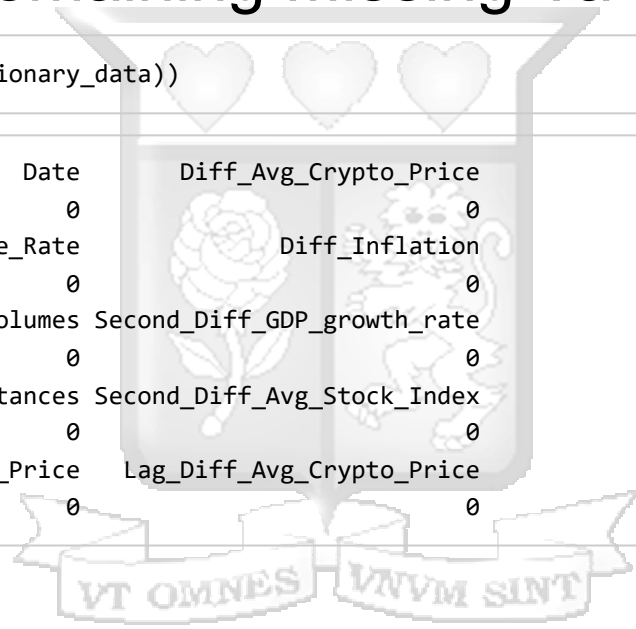 ionary_data))
Date Diff_Avg_Crypto_Price
0 0
e_Rate Diff_Inflation
0 0
olumes Second_Diff_GDP_growth_rate
0 0
tances Second_Diff_Avg_Stock_Index
0 0
_Price Lag_Diff_Avg_Crypto_Price
0 0
VT OMNES VNVM SINT